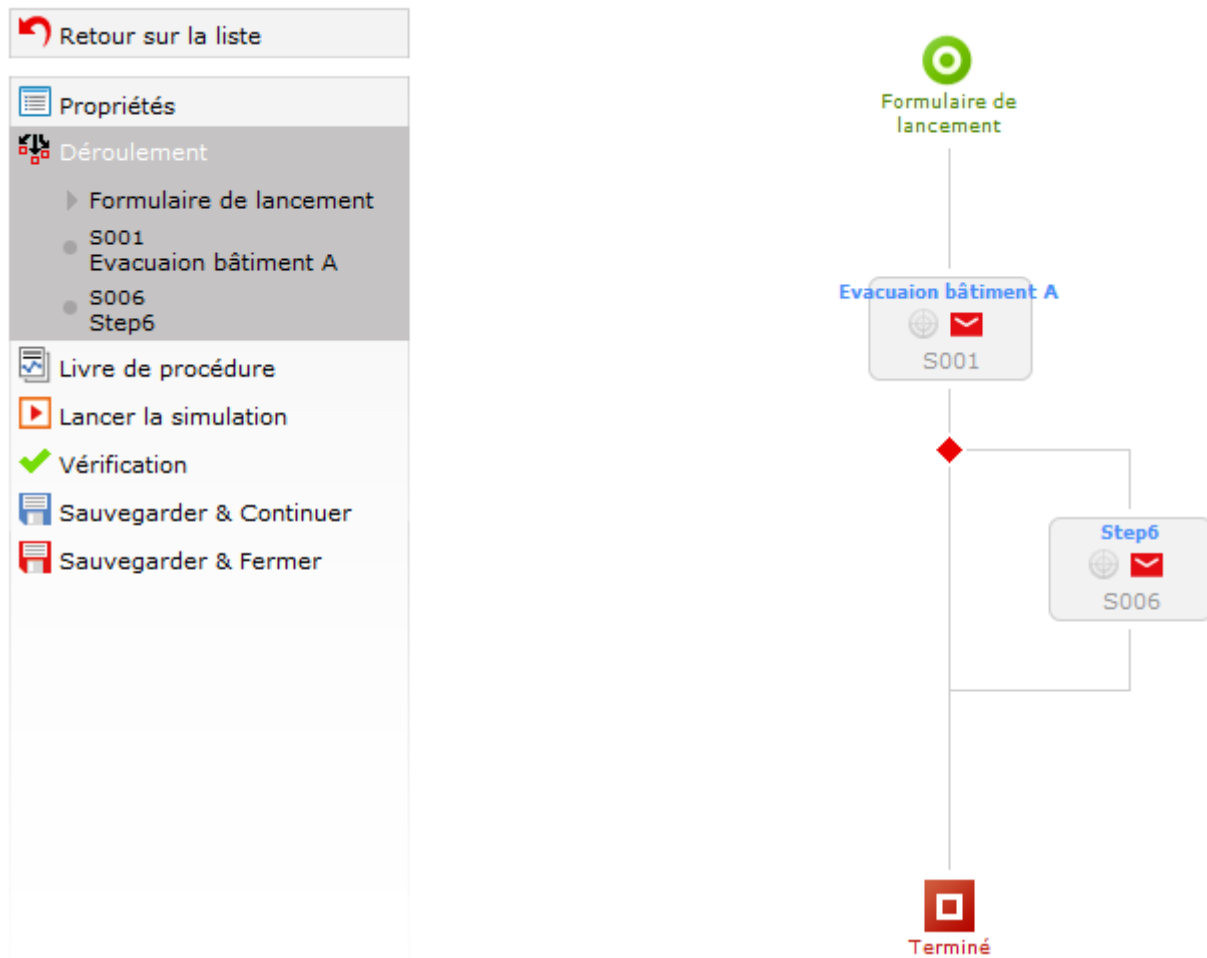 Retour sur la liste
Propriétés
Déroulement
Formulaire de lancement
S001
Evacuaion bâtiment A
S006
Step6
Livre de procédure
Lancer la simulation
Vérification
Sauvegarder & Continuer
Sauvegarder & Fermer
Formulaire de
lancement
Evacuaion bâtiment A
S001
Step6
S006
Terminé